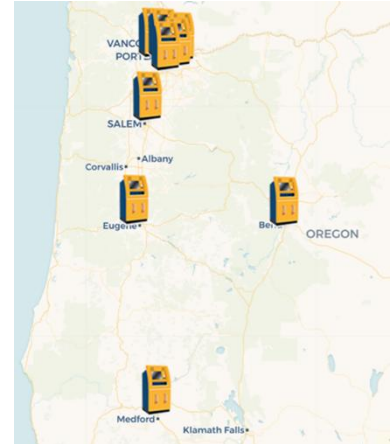 VANCO
PORTS
SALEM
Albany
Corvallis
Eugene
Ben
OREGON
Medford
Klamath Falls